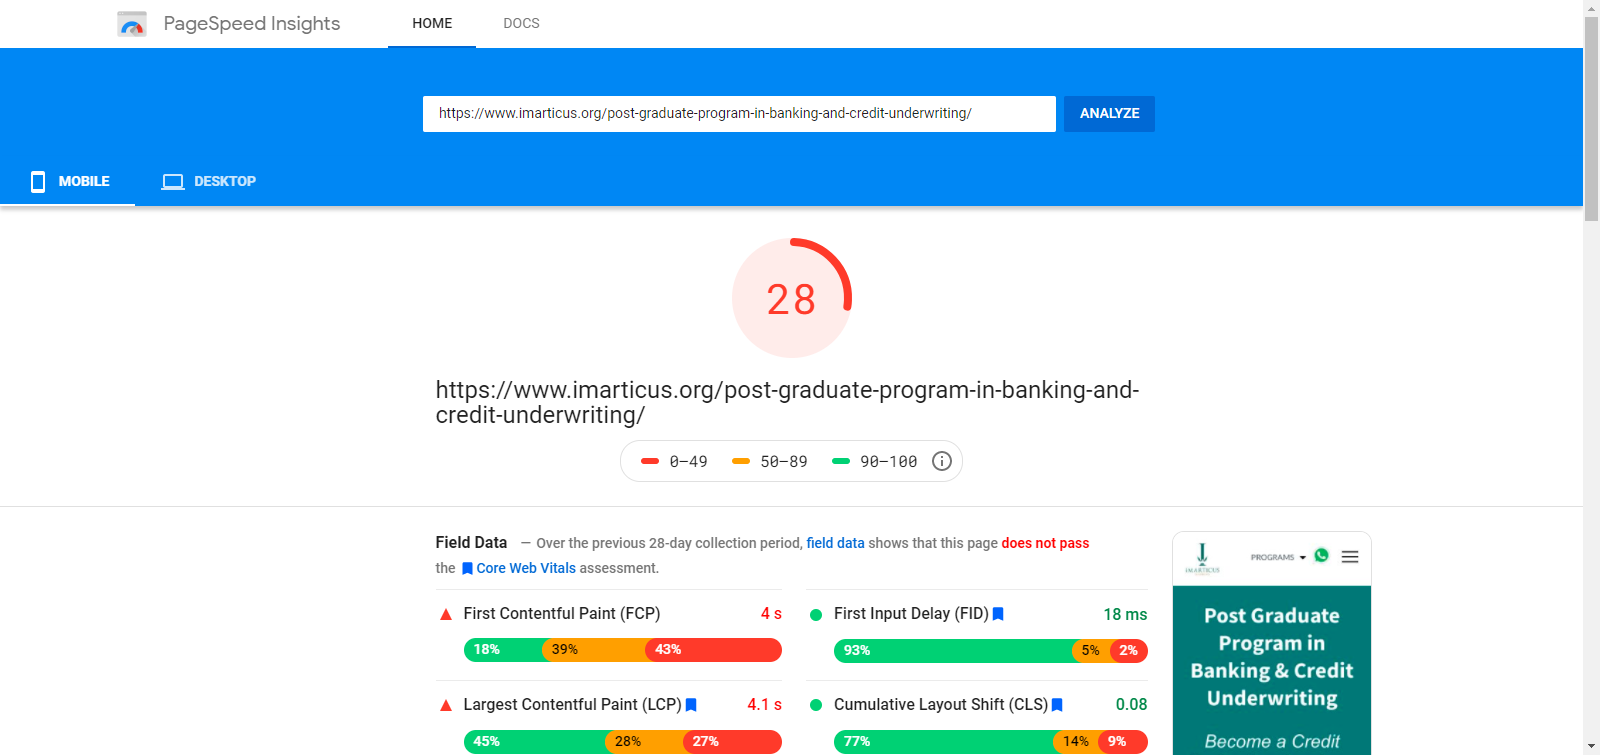 PageSpeed Insights
HOME
DOCS
https://www.imarticus.org/post-graduate-program-in-banking-and-credit-underwriting/
ANALYZE
MOBILE
DESKTOP
28
https://www.imarticus.org/post-graduate-program-in-banking-and-
credit-underwriting/
0–49
50–89
90–100
Field Data — Over the previous 28-day collection period, field data shows that this page does not pass
the Core Web Vitals assessment.
First Contentful Paint (FCP) 4 s
18% 39% 43%
First Input Delay (FID) 18 ms
93% 5% 2%
Largest Contentful Paint (LCP) 4.1 s
45% 28% 27%
Cumulative Layout Shift (CLS) 0.08
77% 14% 9%
IMARTICUS
PROGRAMS
Post Graduate
Program in
Banking & Credit
Underwriting
Become a Credit